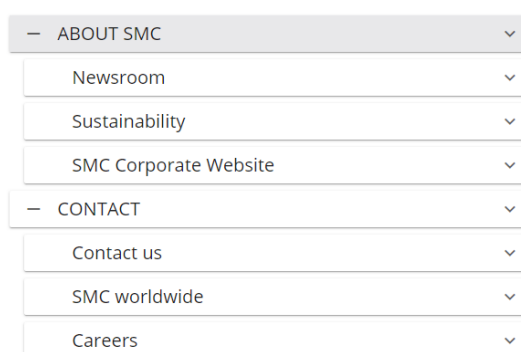 ABOUT SMC
Newsroom
Sustainability
SMC Corporate Website
CONTACT
Contact us
SMC worldwide
Careers